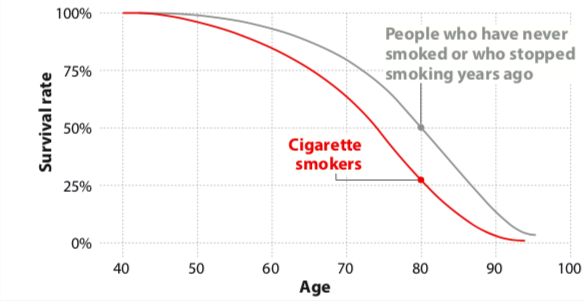 100%
People who have never
smoked or who stopped
smoking years ago
75%
Survival rate
50%
Cigarette
smokers
25%
0%
40 50 60 70 80 90 100
Age